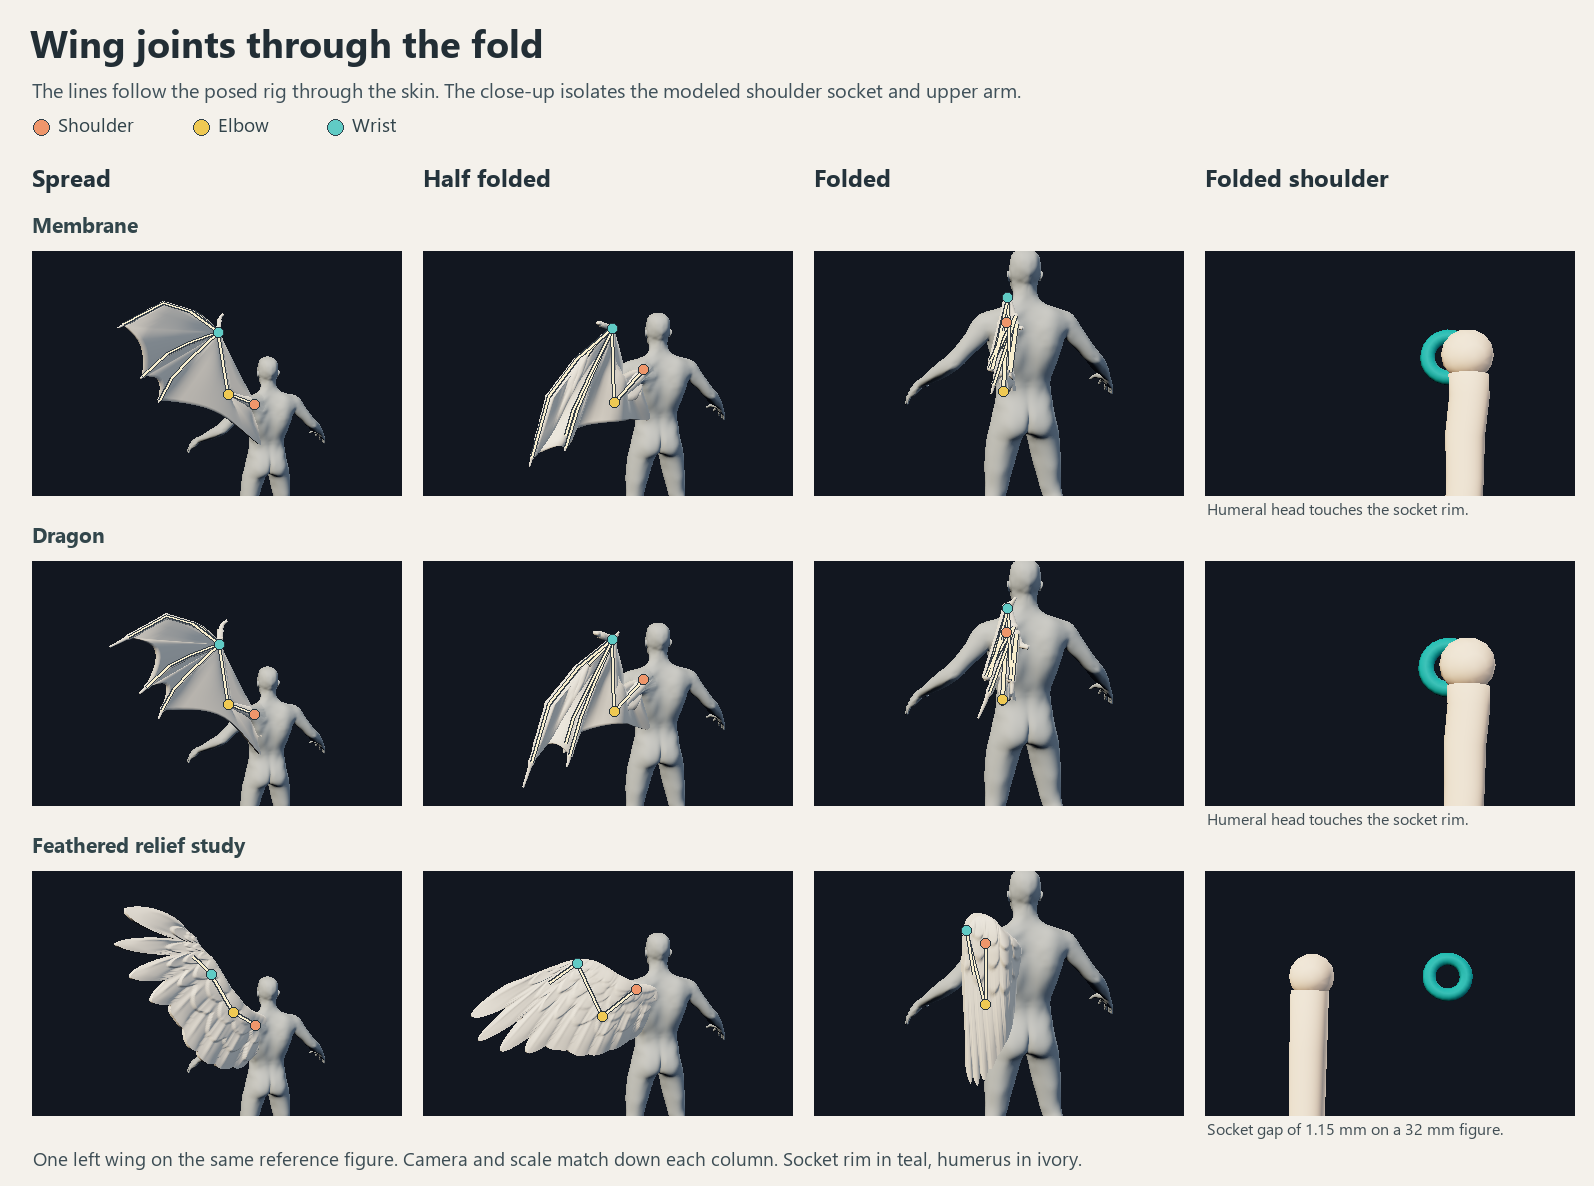 Wing joints through the fold
The lines follow the posed rig through the skin. The close-up isolates the modeled shoulder socket and upper arm.
Shoulder Elbow Wrist
Spread Half folded Folded Folded shoulder
Membrane
Humeral head touches the socket rim.
Dragon
Humeral head touches the socket rim.
Feathered relief study
Socket gap of 1.15 mm on a 32 mm figure.
One left wing on the same reference figure. Camera and scale match down each column. Socket rim in teal, humerus in ivory.